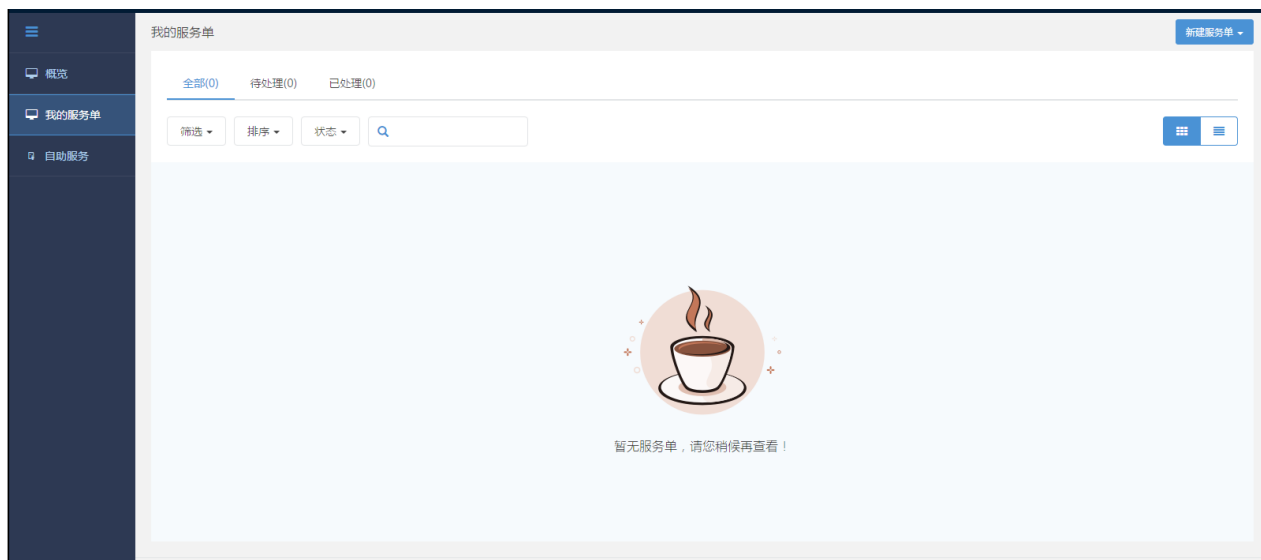 我的服务单
新建服务单
概览
我的服务单
自助服务
全部(0) 待处理(0) 已处理(0)
筛选 排序 状态
暂无服务单，请您稍候再查看！